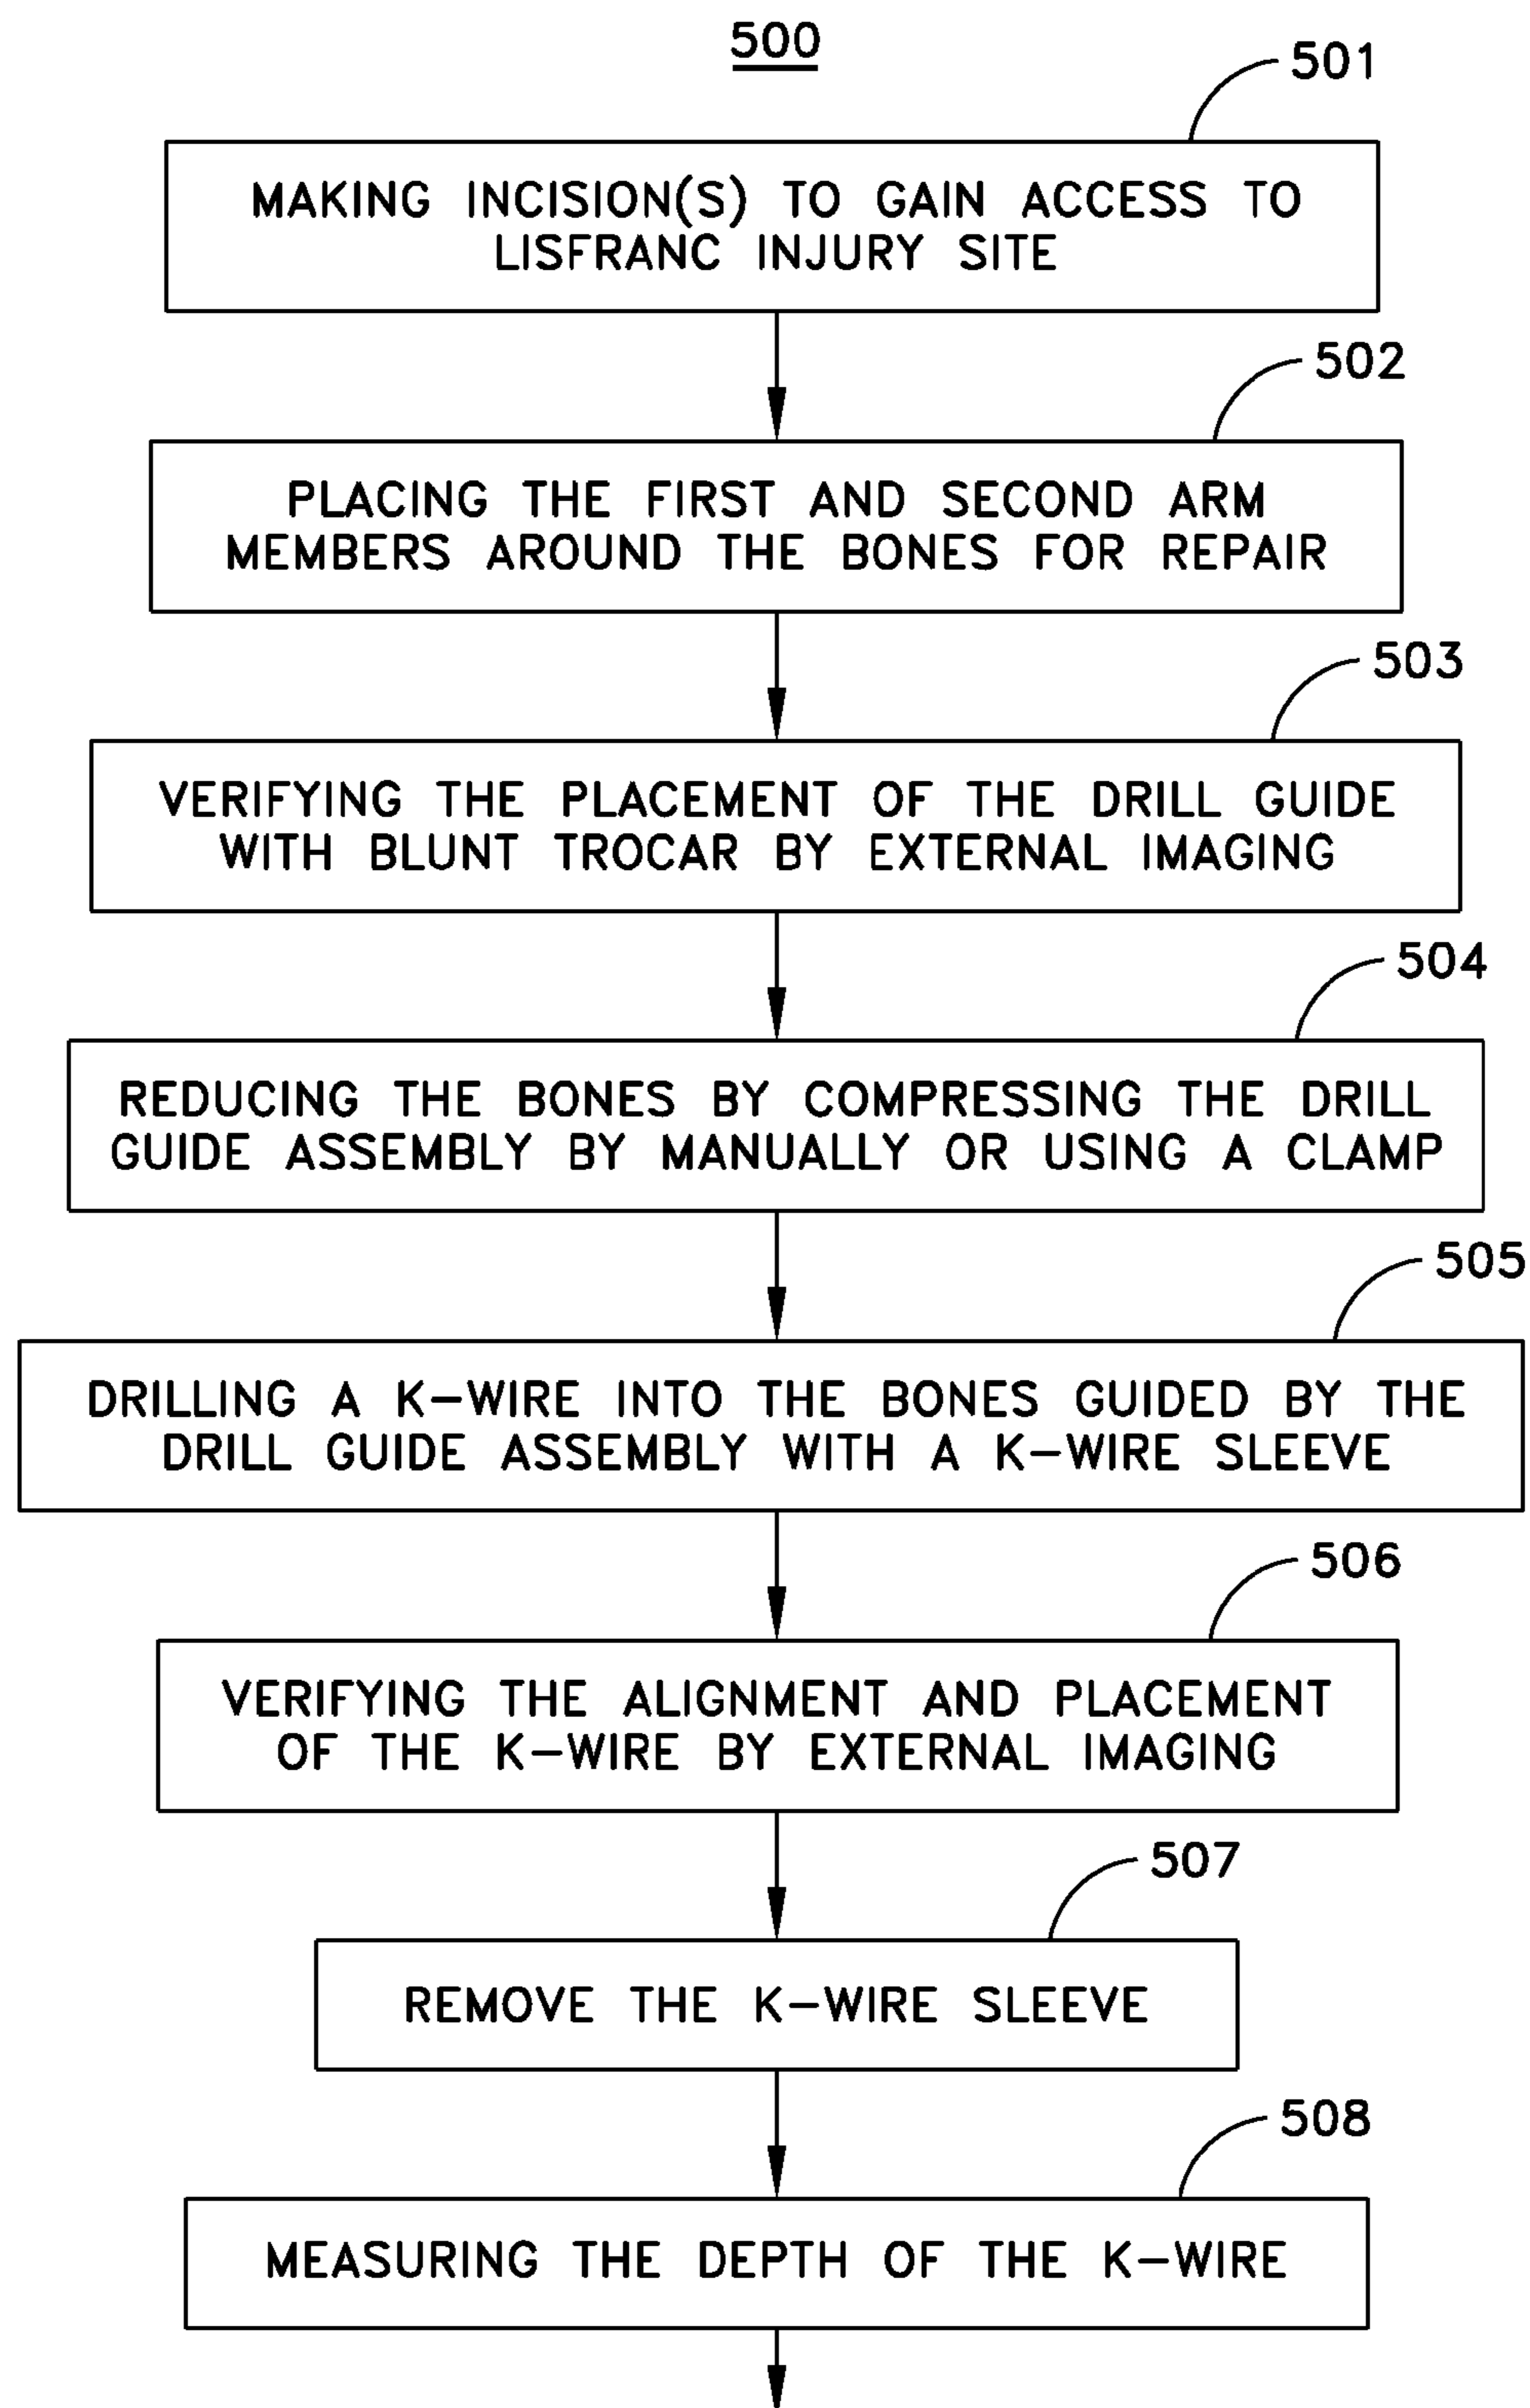 500
501
MAKING INCISION(S) TO GAIN ACCESS TO
LISFRANC INJURY SITE
502
PLACING THE FIRST AND SECOND ARM
MEMBERS AROUND THE BONES FOR REPAIR
503
VERIFYING THE PLACEMENT OF THE DRILL GUIDE
WITH BLUNT TROCAR BY EXTERNAL IMAGING
504
REDUCING THE BONES BY COMPRESSING THE DRILL
GUIDE ASSEMBLY BY MANUALLY OR USING A CLAMP
505
DRILLING A K-WIRE INTO THE BONES GUIDED BY THE
DRILL GUIDE ASSEMBLY WITH A K-WIRE SLEEVE
506
VERIFYING THE ALIGNMENT AND PLACEMENT
OF THE K-WIRE BY EXTERNAL IMAGING
507
REMOVE THE K-WIRE SLEEVE
508
MEASURING THE DEPTH OF THE K-WIRE